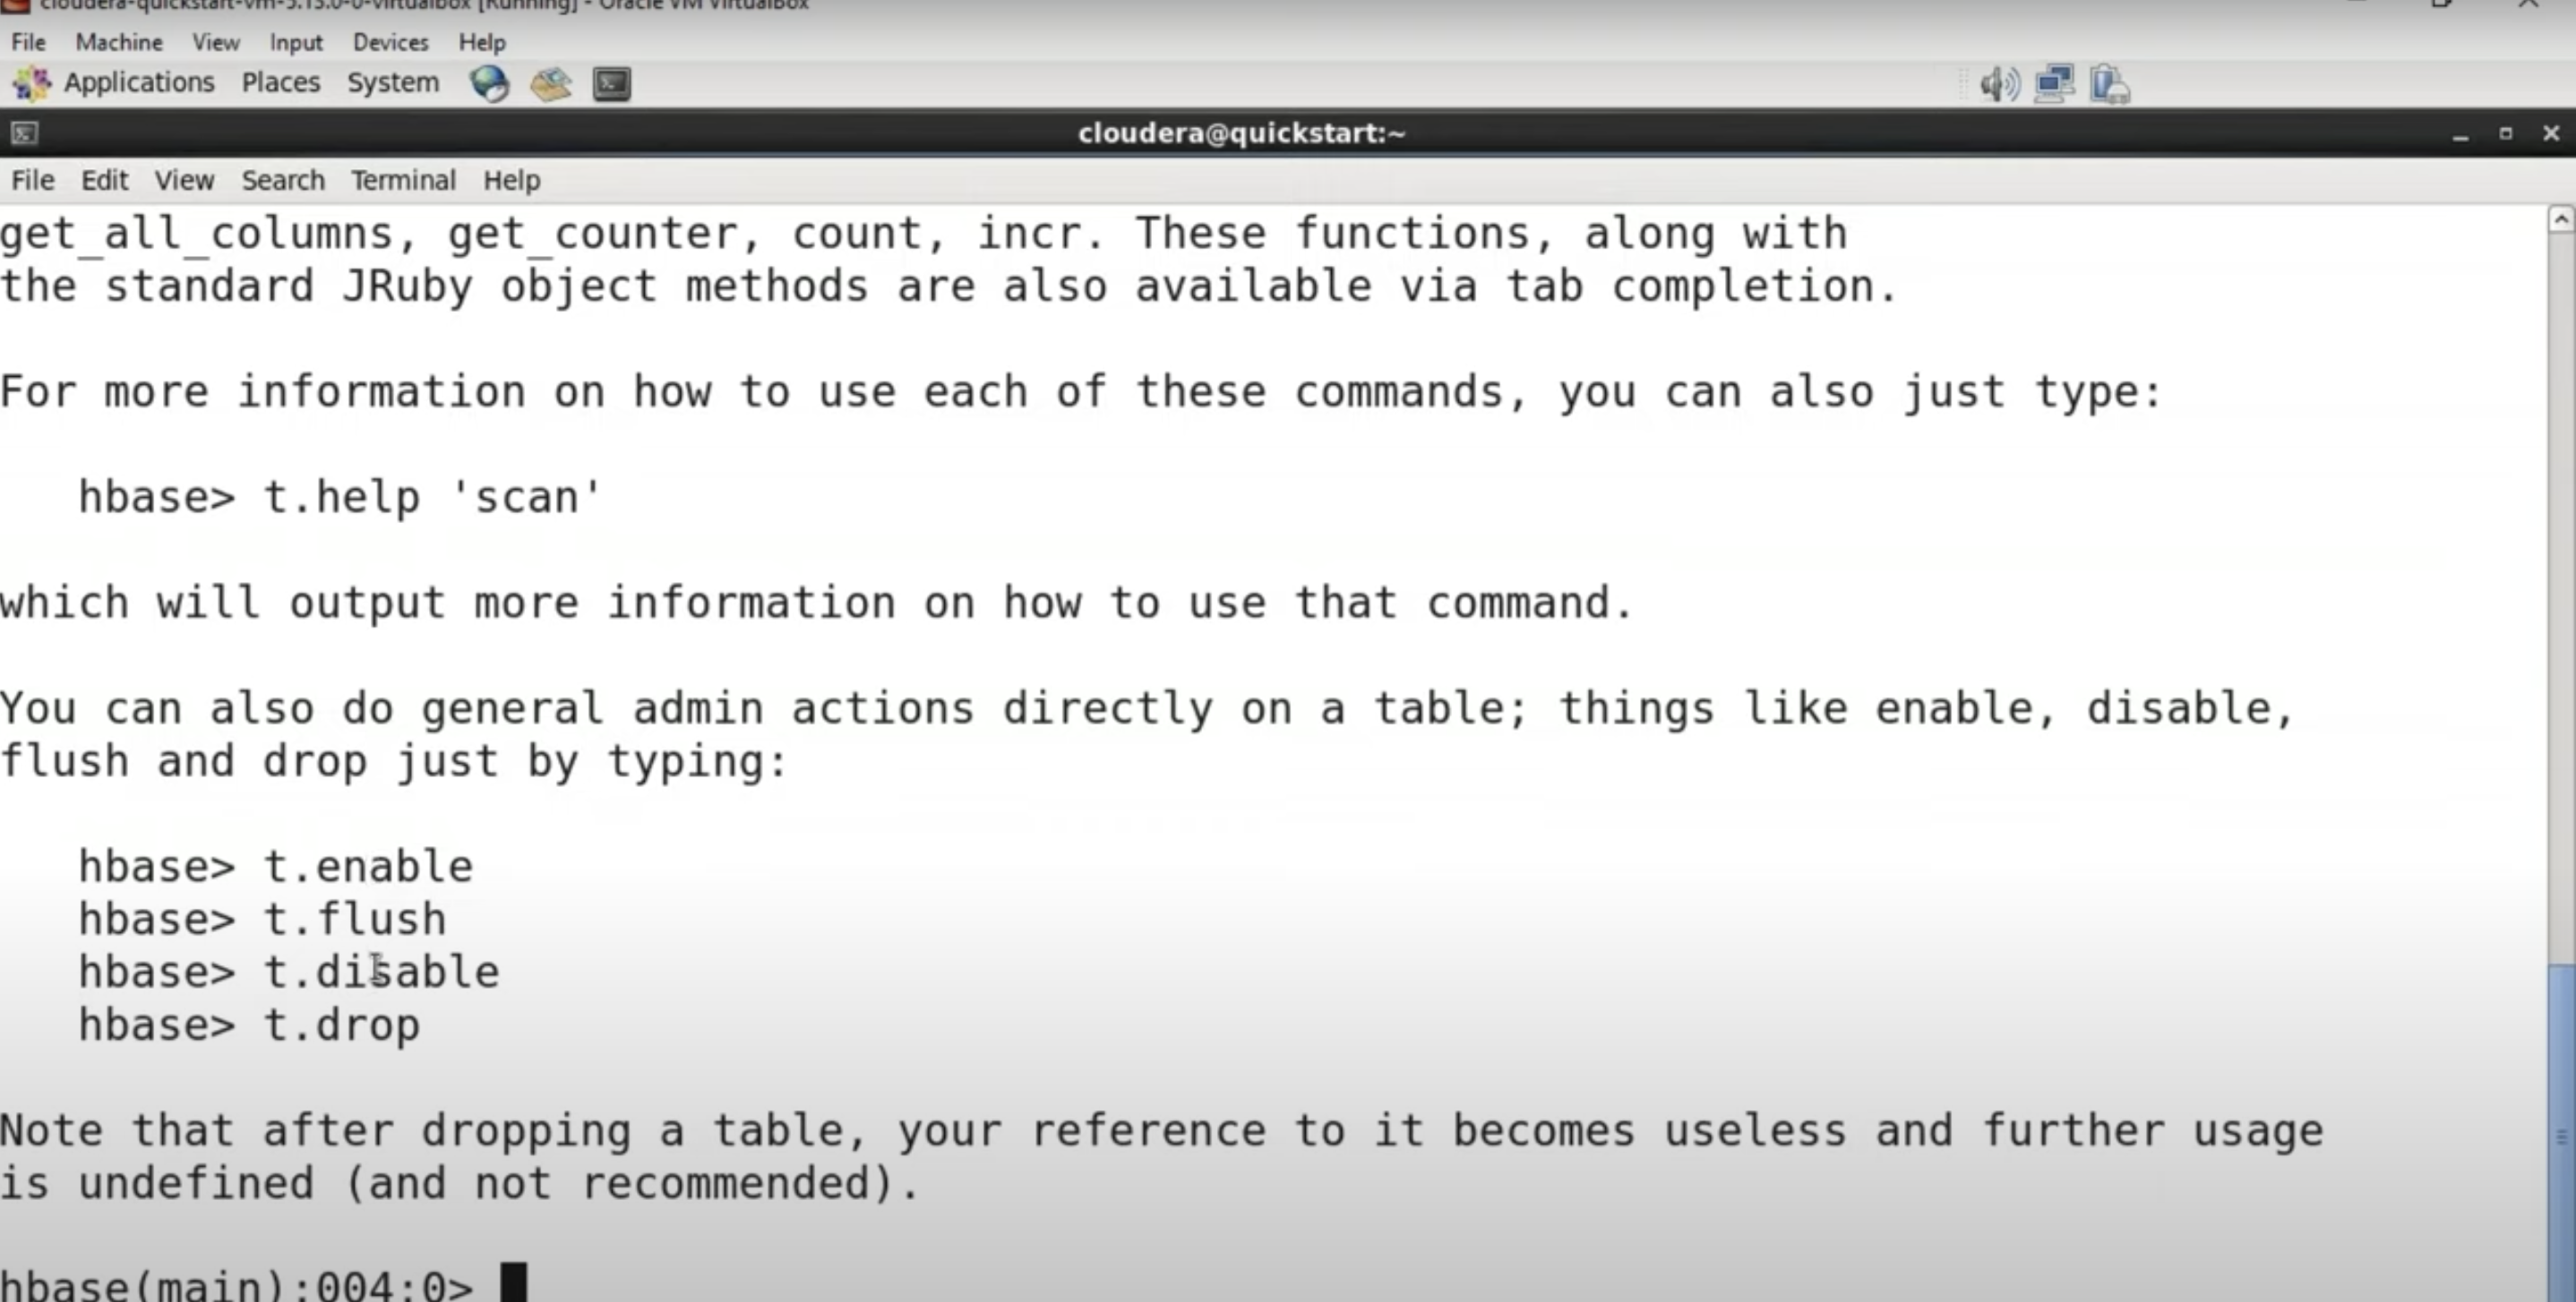 cloudera-quickstart-vm-5.13.0-0-virtualbox [Running] - Oracle VM VirtualBox
File Machine View Input Devices Help
Applications Places System
cloudera@quickstart:~
File Edit View Search Terminal Help
get_all_columns, get_counter, count, incr. These functions, along with
the standard JRuby object methods are also available via tab completion.
For more information on how to use each of these commands, you can also just type:
hbase> t.help 'scan'
which will output more information on how to use that command.
You can also do general admin actions directly on a table; things like enable, disable,
flush and drop just by typing:
hbase> t.enable
hbase> t.flush
hbase> t.disable
hbase> t.drop
Note that after dropping a table, your reference to it becomes useless and further usage
is undefined (and not recommended).
hbase(main):004:0>